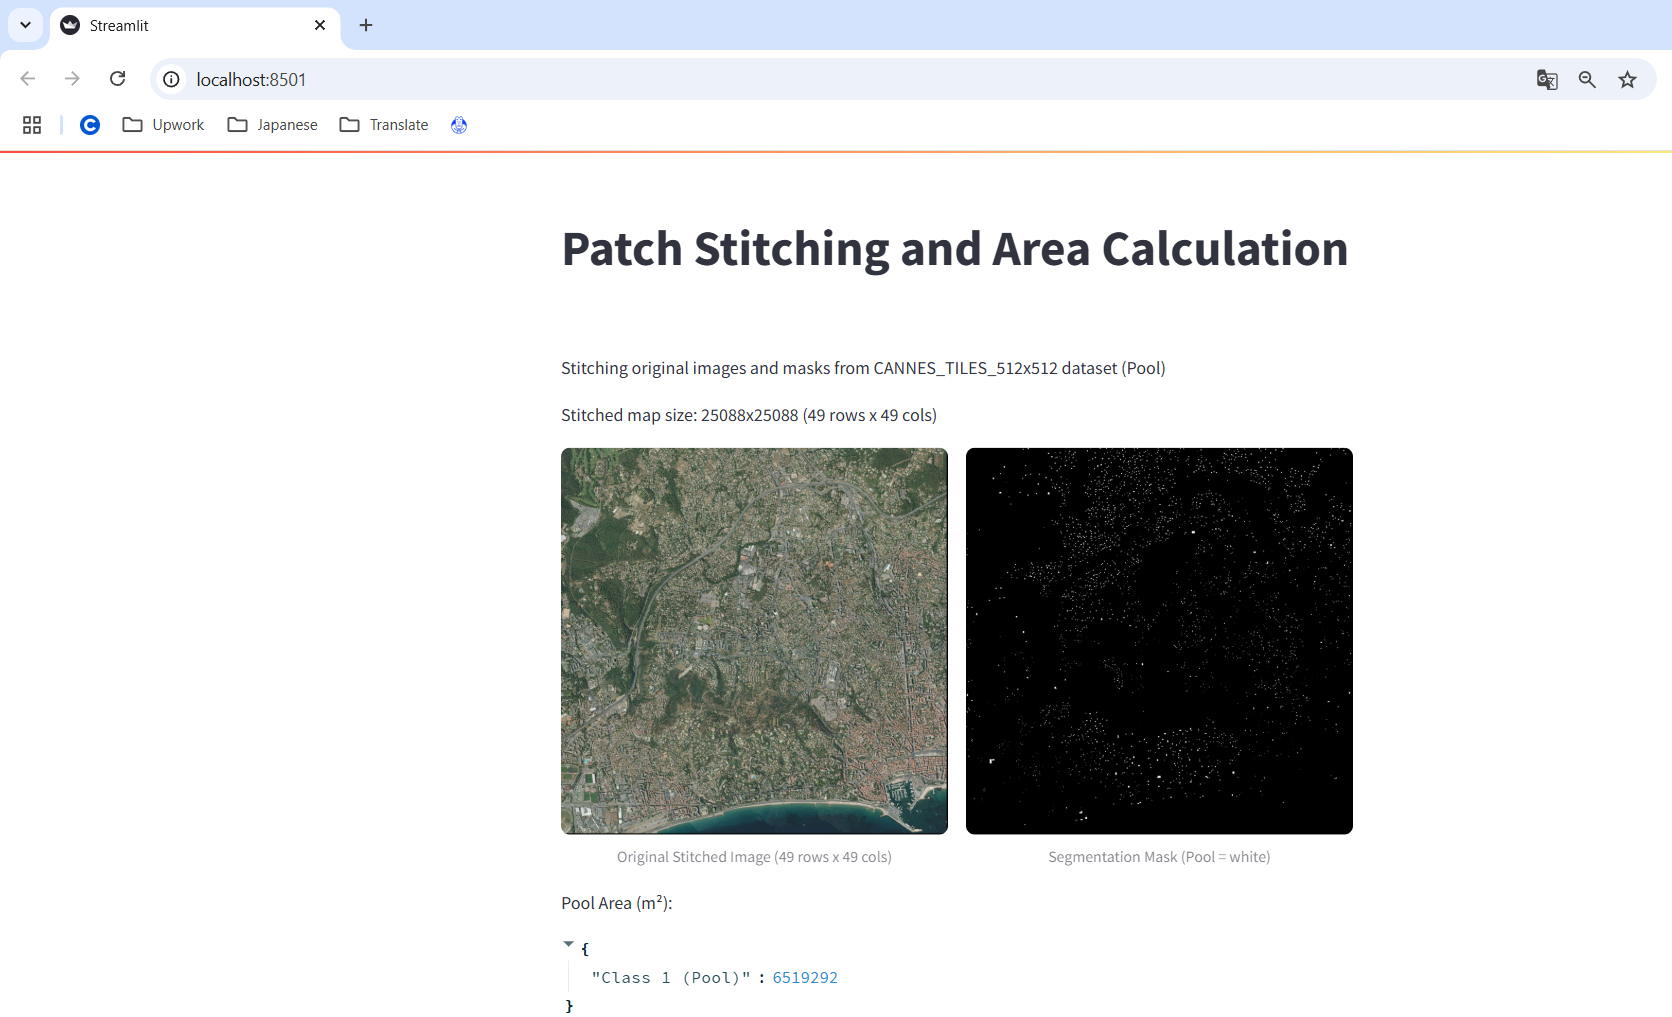 Streamlit
localhost:8501
Upwork Japanese Translate
Patch Stitching and Area Calculation
Stitching original images and masks from CANNES_TILES_512x512 dataset (Pool)
Stitched map size: 25088x25088 (49 rows x 49 cols)
Original Stitched Image (49 rows x 49 cols)
Segmentation Mask (Pool = white)
Pool Area (m²):
{
"Class 1 (Pool)" : 6519292
}